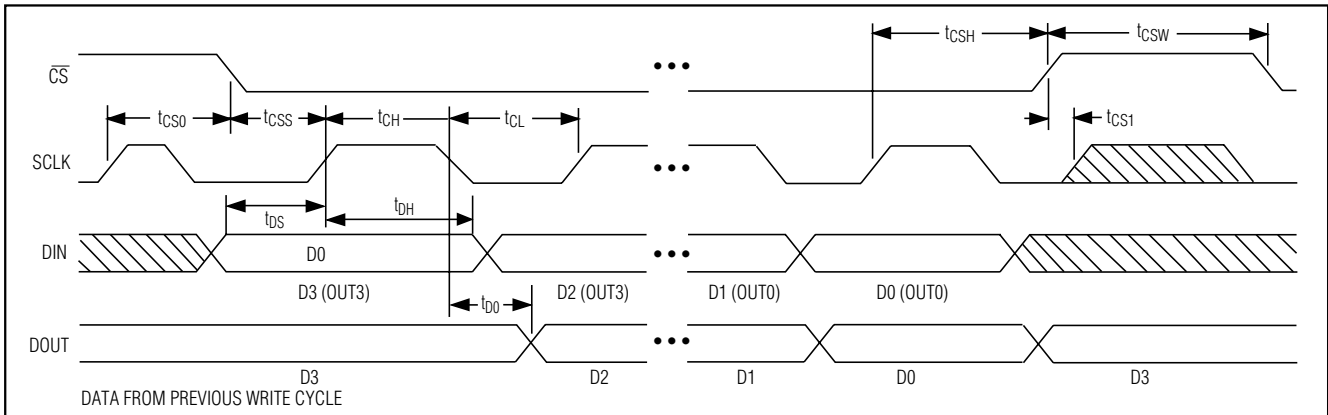 tCSH
tCSW
CS
tCS0
tCSS
tCH
tCL
tCS1
SCLK
tDS
tDH
DIN
D0
D3 (OUT3)
D2 (OUT3)
D1 (OUT0)
D0 (OUT0)
tD0
DOUT
D3
D2
D1
D0
D3
DATA FROM PREVIOUS WRITE CYCLE